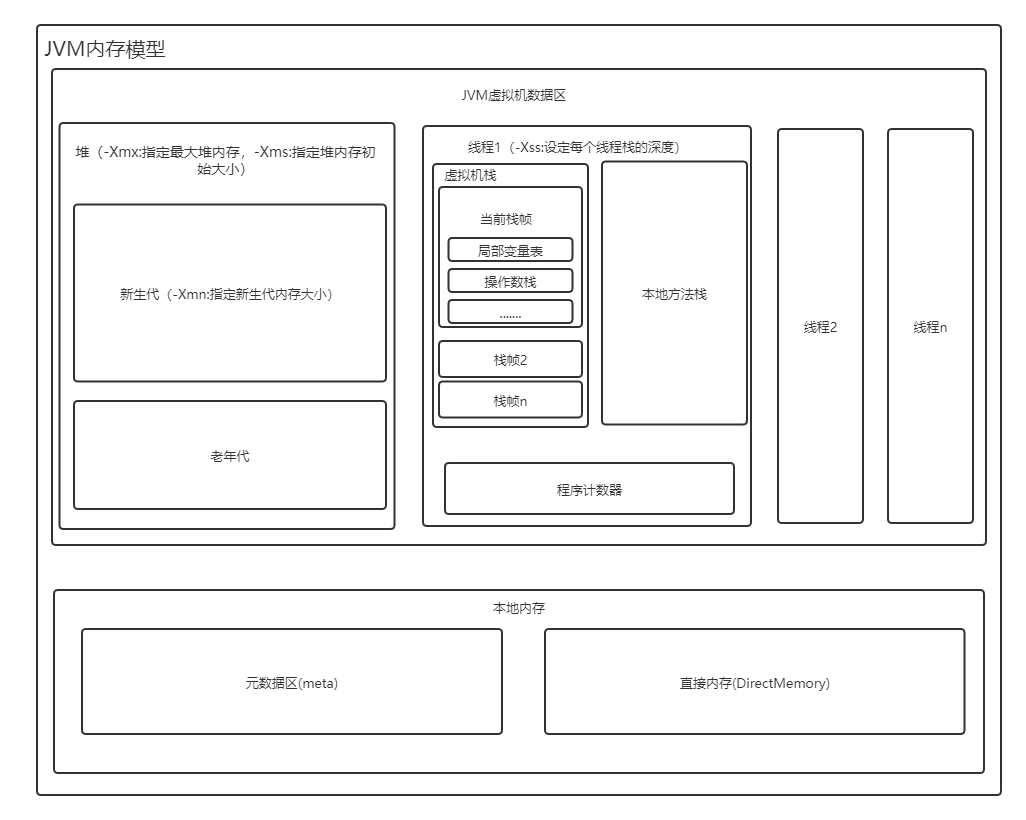 JVM内存模型
JVM虚拟机数据区
堆（-Xmx:指定最大堆内存，-Xms:指定堆内存初
始大小）
新生代（-Xmn:指定新生代内存大小）
老年代
线程1（-Xss:设定每个线程栈的深度）
虚拟机栈
当前栈帧
局部变量表
操作数栈
.......
栈帧2
栈帧n
本地方法栈
程序计数器
线程2
线程n
本地内存
元数据区(meta)
直接内存(DirectMemory)